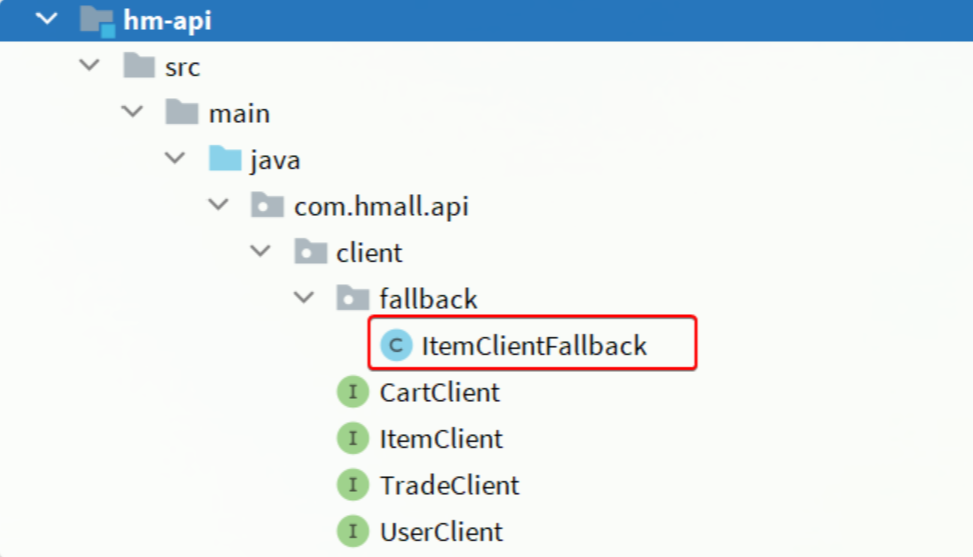 hm-api
src
main
java
com.hmall.api
client
fallback
C ItemClientFallback
I CartClient
I ItemClient
I TradeClient
I UserClient